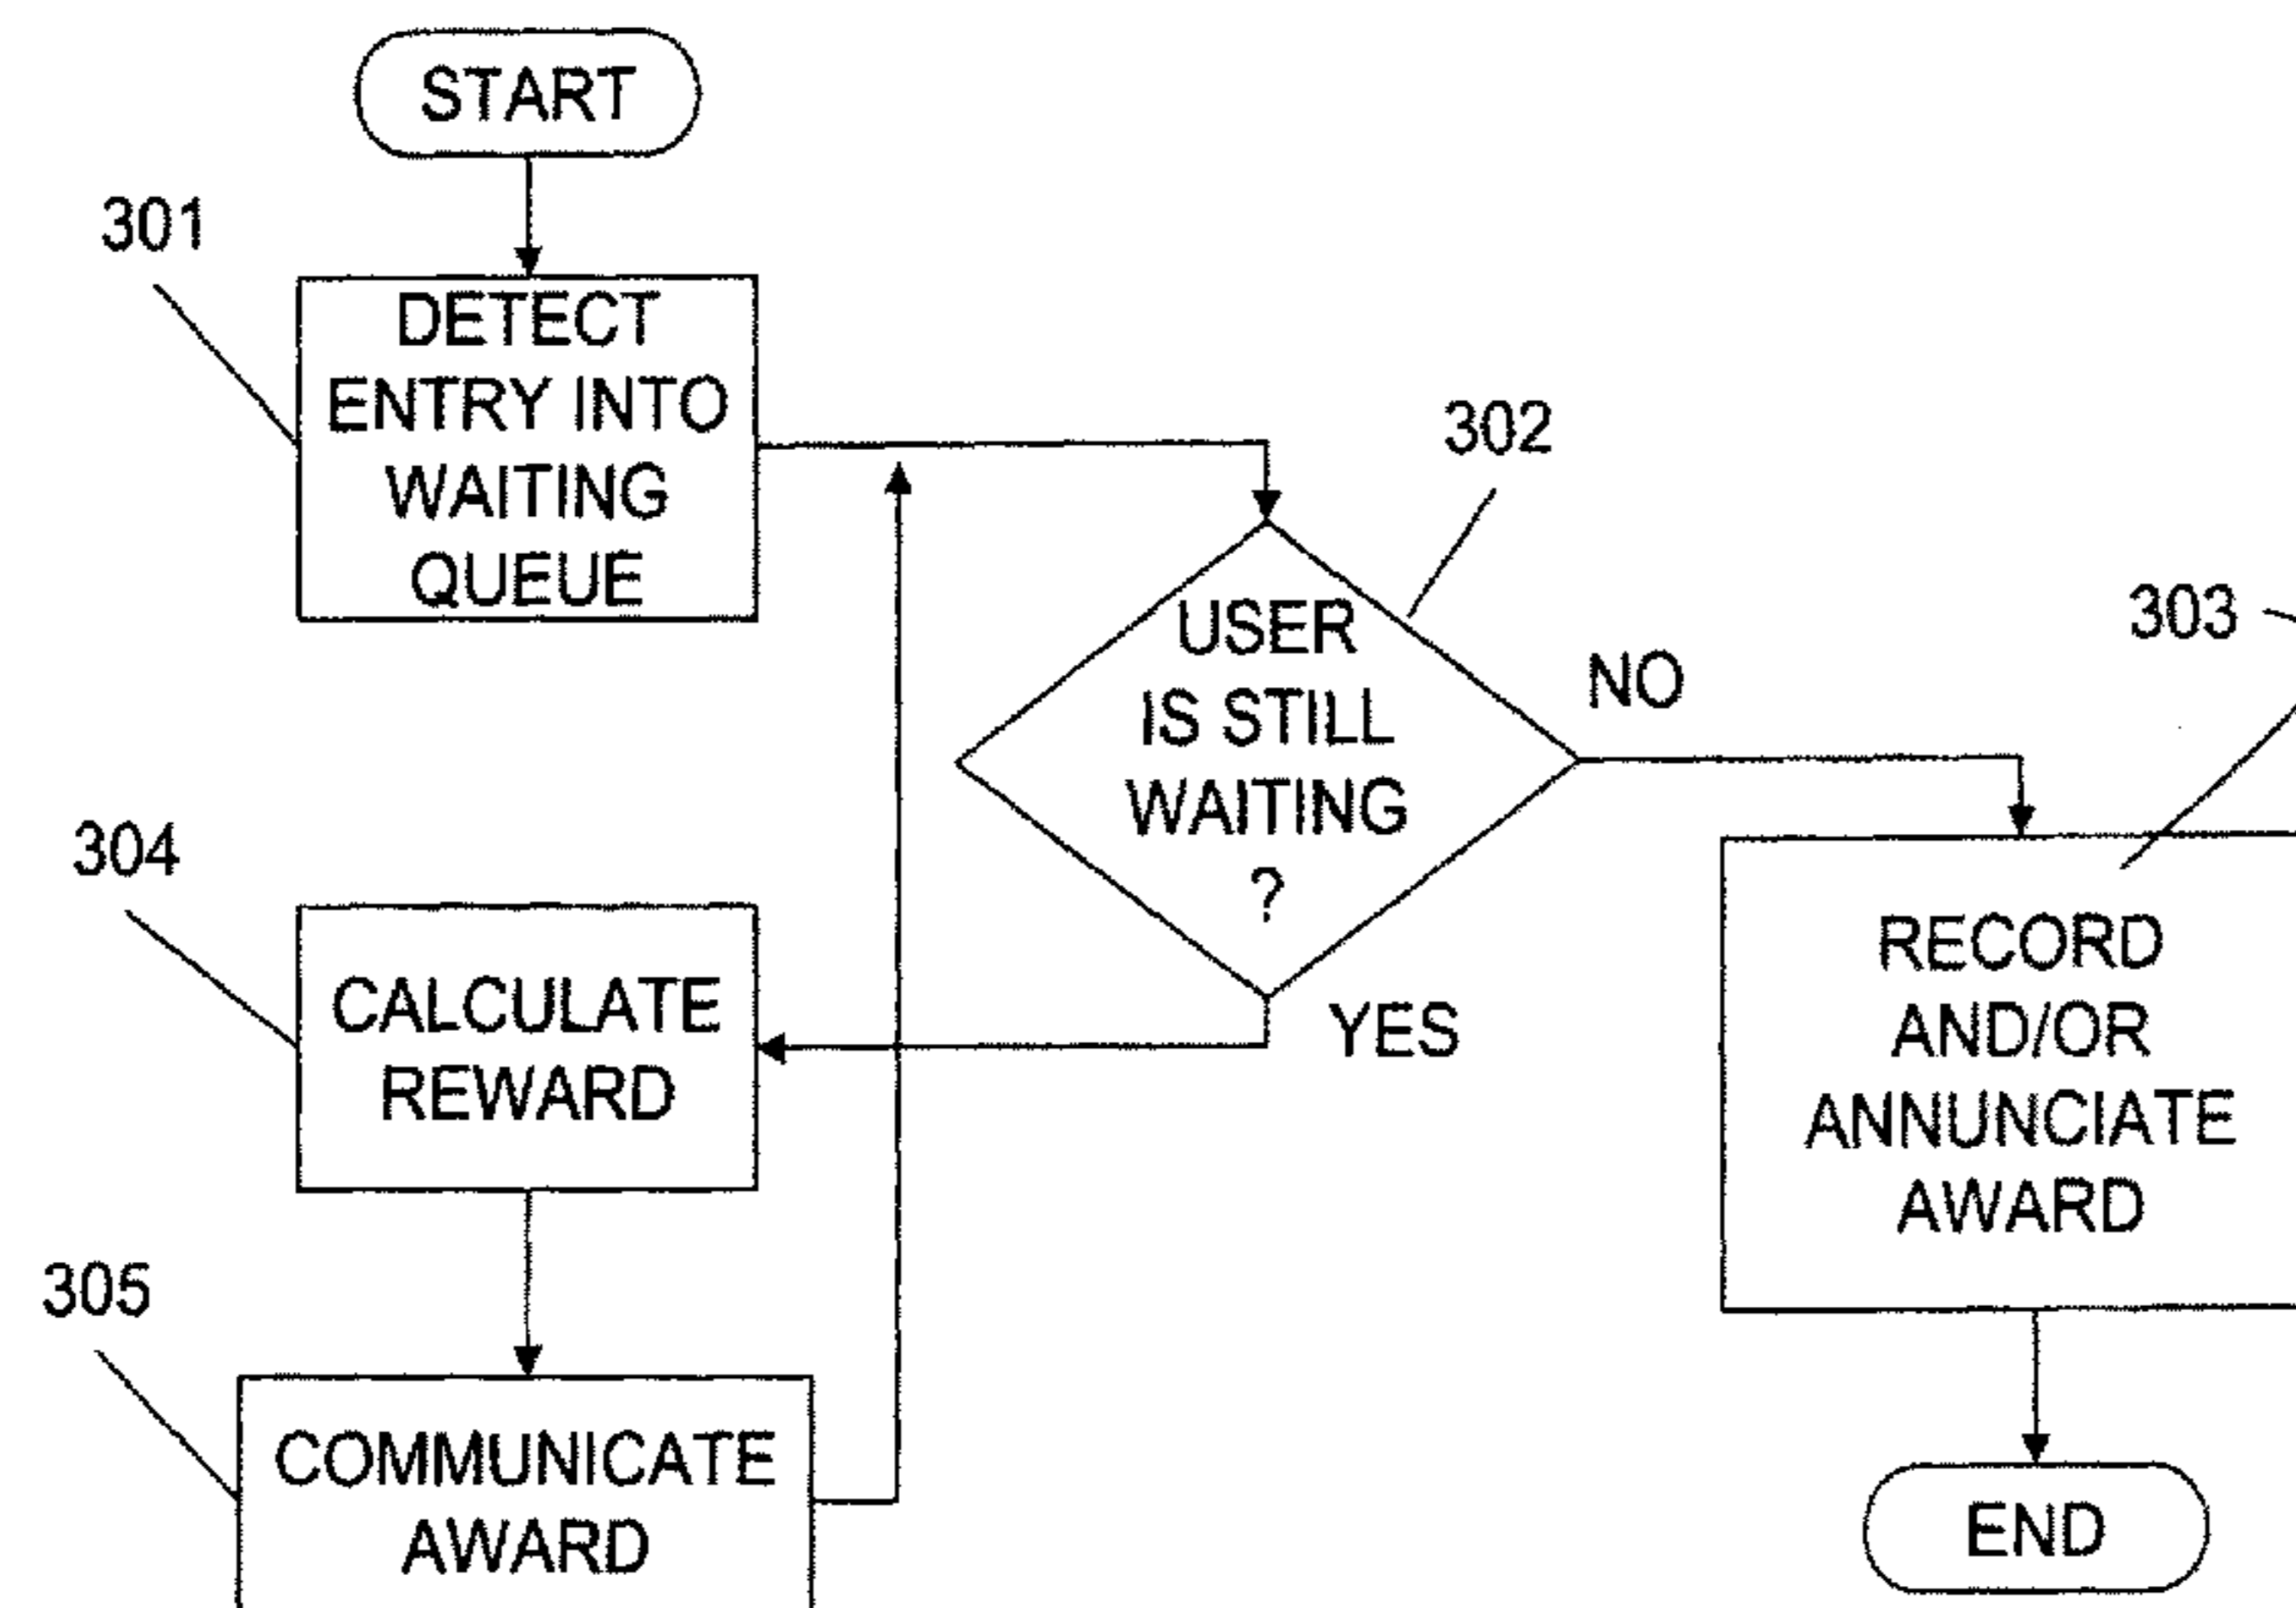 START
301
DETECT
ENTRY INTO
WAITING
QUEUE
302
USER
IS STILL
WAITING
?
NO
303
YES
304
CALCULATE
REWARD
RECORD
AND/OR
ANNUNCIATE
AWARD
305
COMMUNICATE
AWARD
END